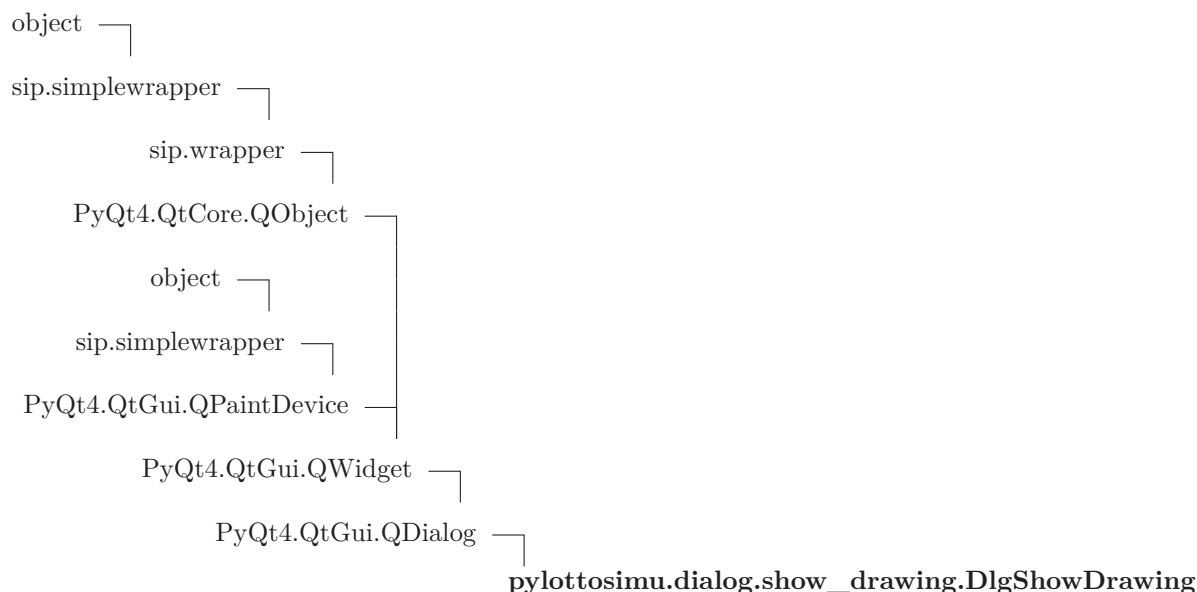 object
sip.simplewrapper
sip.wrapper
PyQt4.QtCore.QObject
object
sip.simplewrapper
PyQt4.QtGui.QPaintDevice
PyQt4.QtGui.QWidget
PyQt4.QtGui.QDialog
pylottosimu.dialog.show_drawing.DlgShowDrawing